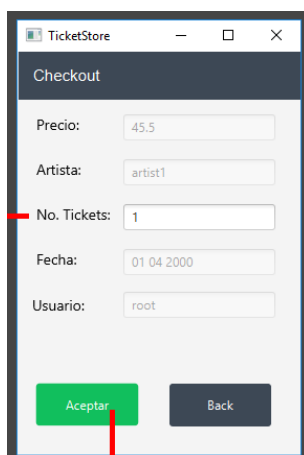 TicketStore
Checkout
Precio: 45.5
Artista: artist1
No. Tickets: 1
Fecha: 01 04 2000
Usuario: root
Aceptar Back